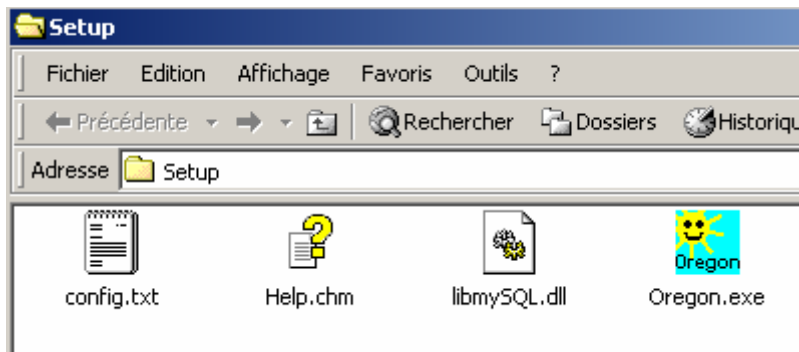 Setup
Fichier Edition Affichage Favoris Outils ?
Précédente Rechercher Dossiers Historiqu
Adresse Setup
Oregon
config.txt Help.chm libmySQL.dll Oregon.exe